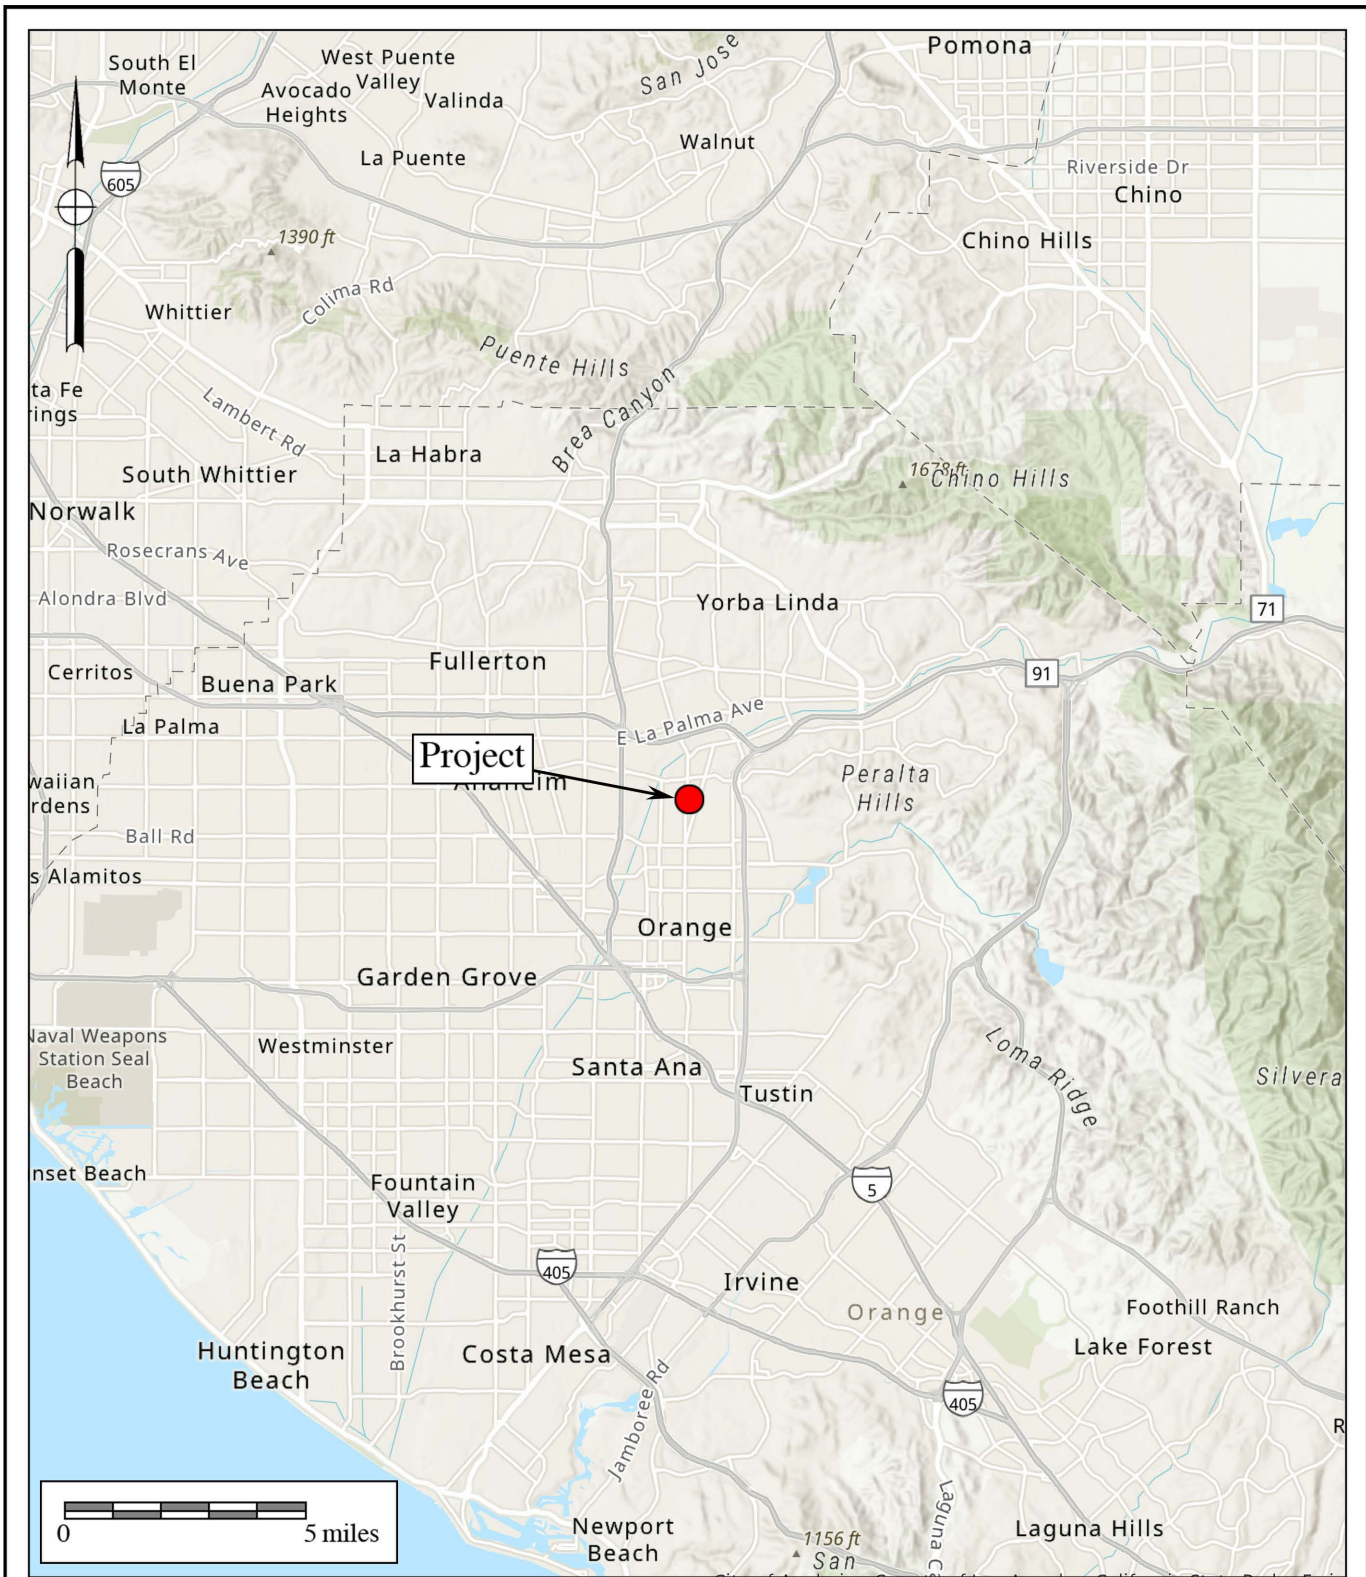 South El
Monte
West Puente
Valley
Avocado
Heights
Valinda
San Jose
Pomona
La Puente
Walnut
Riverside Dr
Chino
605
1390 ft
Chino Hills
Colima Rd
Whittier
Puente Hills
Brea Canyon
ta Fe
rings
Lambert Rd
La Habra
South Whittier
1678 ft
Chino Hills
Norwalk
Rosecrans Ave
Alondra Blvd
Yorba Linda
71
Cerritos
Fullerton
Buena Park
91
La Palma
E La Palma Ave
Project
Anaheim
waiian
rdens
Peralta
Hills
Ball Rd
s Alamitos
Orange
Garden Grove
Naval Weapons
Station Seal
Beach
Westminster
Santa Ana
Tustin
Loma Ridge
Silvera
nset Beach
Fountain
Valley
5
Brookhurst St
405
Irvine
Orange
Foothill Ranch
Lake Forest
Huntington
Beach
Costa Mesa
Jamboree Rd
405
R
0
5 miles
Newport
Beach
1156 ft
San
Laguna Ca
Laguna Hills